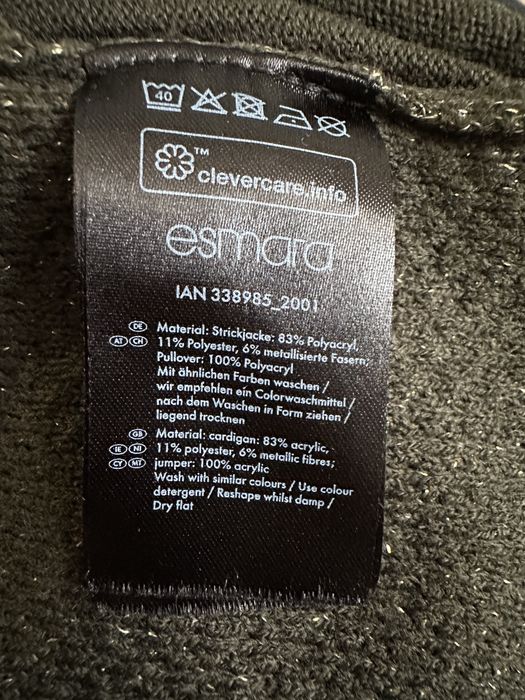 40
™
clevercare.info
esmara
IAN 338985_2001
DE Material: Strickjacke: 83% Polyacryl,
AT CH 11% Polyester, 6% metallisierte Fasern;
Pullover: 100% Polyacryl
Mit ähnlichen Farben waschen /
wir empfehlen ein Colorwaschmittel /
nach dem Waschen in Form ziehen /
liegend trocknen
GB Material: cardigan: 83% acrylic,
IE NI 11% polyester, 6% metallic fibres;
CY MT jumper: 100% acrylic
Wash with similar colours / Use colour
detergent / Reshape whilst damp /
Dry flat